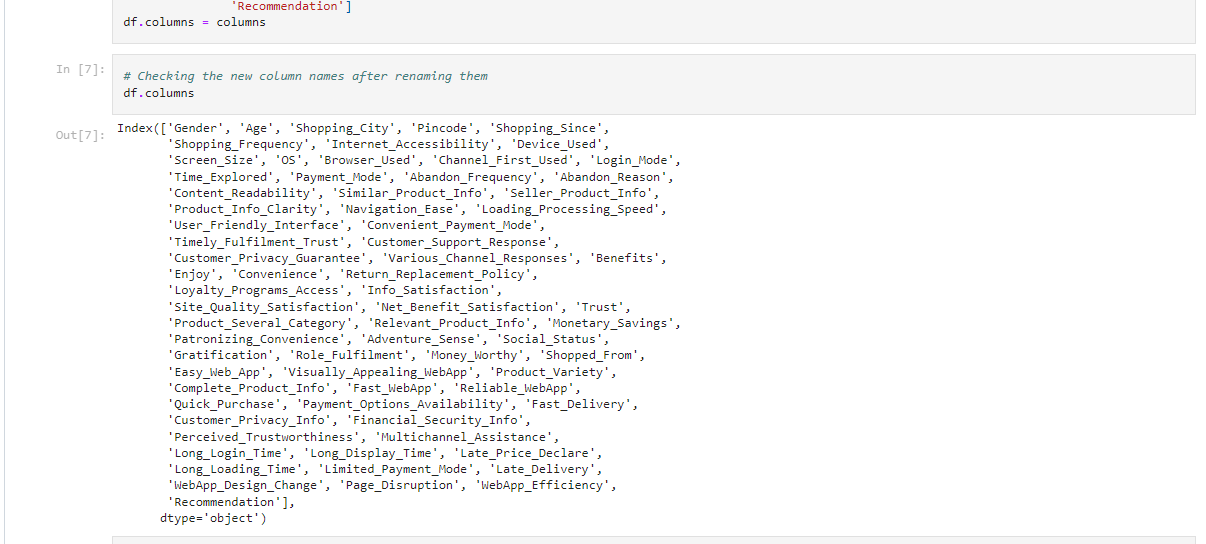 'Recommendation']
df.columns = columns
In [7]:
# Checking the new column names after renaming them
df.columns
Out[7]:
Index(['Gender', 'Age', 'Shopping_City', 'Pincode', 'Shopping_Since',
'Shopping_Frequency', 'Internet_Accessibility', 'Device_Used',
'Screen_Size', 'OS', 'Browser_Used', 'Channel_First_Used', 'Login_Mode',
'Time_Explored', 'Payment_Mode', 'Abandon_Frequency', 'Abandon_Reason',
'Content_Readability', 'Similar_Product_Info', 'Seller_Product_Info',
'Product_Info_Clarity', 'Navigation_Ease', 'Loading_Processing_Speed',
'User_Friendly_Interface', 'Convenient_Payment_Mode',
'Timely_Fulfilment_Trust', 'Customer_Support_Response',
'Customer_Privacy_Guarantee', 'Various_Channel_Responses', 'Benefits',
'Enjoy', 'Convenience', 'Return_Replacement_Policy',
'Loyalty_Programs_Access', 'Info_Satisfaction',
'Site_Quality_Satisfaction', 'Net_Benefit_Satisfaction', 'Trust',
'Product_Several_Category', 'Relevant_Product_Info', 'Monetary_Savings',
'Patronizing_Convenience', 'Adventure_Sense', 'Social_Status',
'Gratification', 'Role_Fulfilment', 'Money_Worthy', 'Shopped_From',
'Easy_Web_App', 'Visually_Appealing_WebApp', 'Product_Variety',
'Complete_Product_Info', 'Fast_WebApp', 'Reliable_WebApp',
'Quick_Purchase', 'Payment_Options_Availability', 'Fast_Delivery',
'Customer_Privacy_Info', 'Financial_Security_Info',
'Perceived_Trustworthiness', 'Multichannel_Assistance',
'Long_Login_Time', 'Long_Display_Time', 'Late_Price_Declare',
'Long_Loading_Time', 'Limited_Payment_Mode', 'Late_Delivery',
'WebApp_Design_Change', 'Page_Disruption', 'WebApp_Efficiency',
'Recommendation'],
dtype='object')